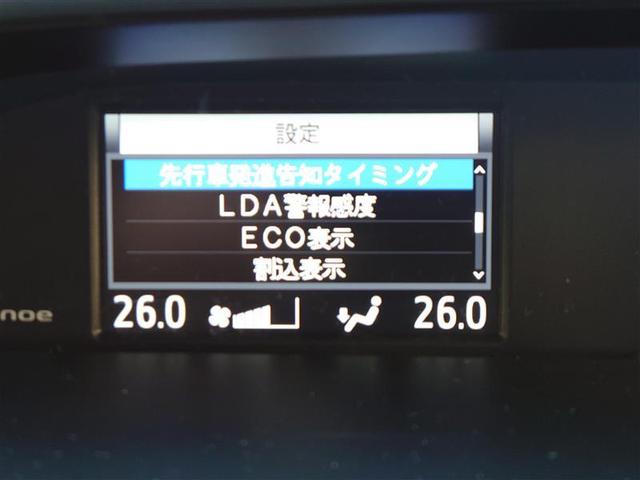 設定
先行車発進告知タイミング
LDA警報感度
ECO表示
割込表示
noe
26.0 26.0